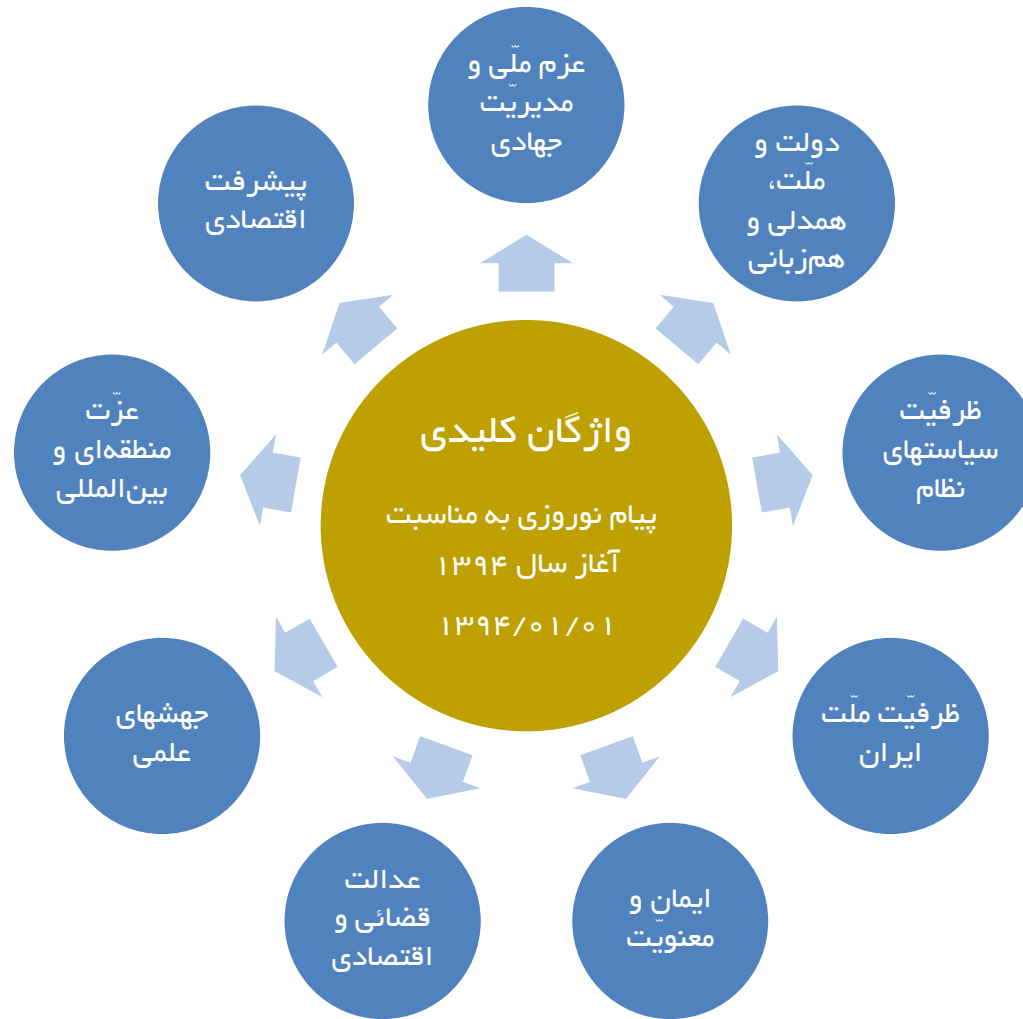 واژگان کلیدی
پیام نوروزی به مناسبت
آغاز سال ۱۳۹۴
۱۳۹۴/۰۱/۰۱
عزم ملّی و
مدیریّت
جهادی
دولت و
ملّت،
همدلی و
هم‌زبانی
ظرفیّت
سیاستهای
نظام
ظرفیّت ملّت
ایران
ایمان و
معنویّت
عدالت
قضائی و
اقتصادی
جهشهای
علمی
عزّت
منطقه‌ای و
بین‌المللی
پیشرفت
اقتصادی